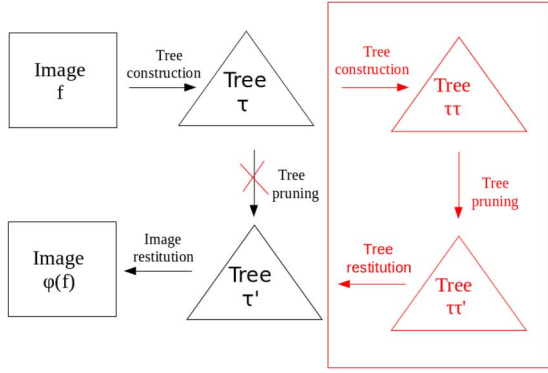 Image
f
Tree
construction
Tree
τ
Tree
construction
Tree
ττ
Tree
pruning
Tree
pruning
Image
φ(f)
Image
restitution
Tree
τ'
Tree
restitution
Tree
ττ'